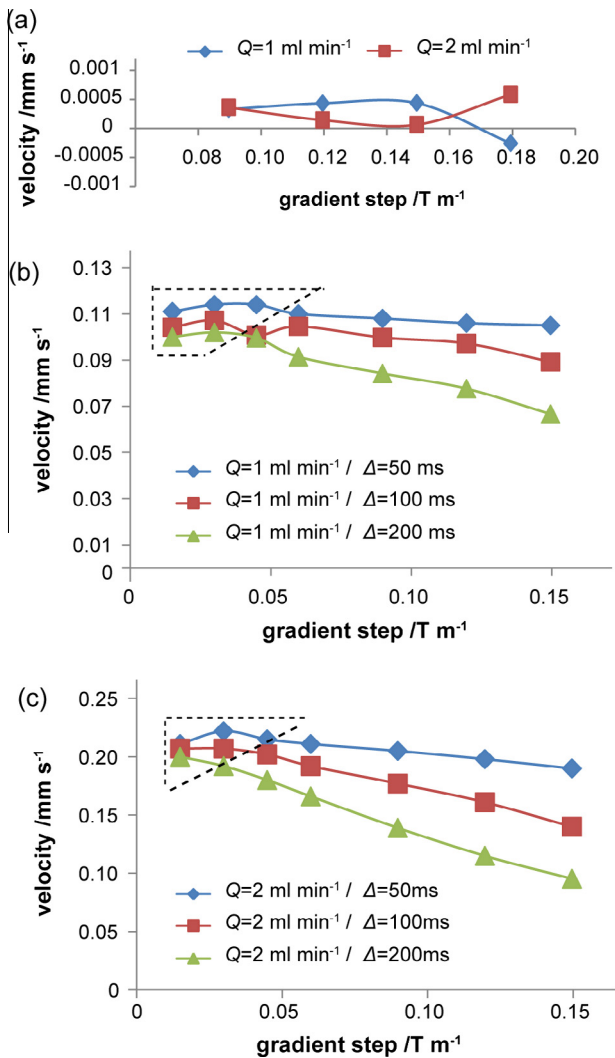 (a)
Q=1 ml min-1 Q=2 ml min-1
0.001
0.0005
0
-0.0005
-0.001
0.08 0.10 0.12 0.14 0.16 0.18 0.20
velocity /mm s-1
gradient step /T m-1
(b)
0.13
0.11
0.09
0.07
0.05
0.03
0.01
0
velocity /mm s-1
Q=1 ml min-1 / Δ=50 ms
Q=1 ml min-1 / Δ=100 ms
Q=1 ml min-1 / Δ=200 ms
0 0.05 0.10 0.15
gradient step /T m-1
(c)
0.25
0.20
0.15
0.10
0.05
0
velocity /mm s-1
Q=2 ml min-1 / Δ=50ms
Q=2 ml min-1 / Δ=100ms
Q=2 ml min-1 / Δ=200ms
0 0.05 0.10 0.15
gradient step /T m-1